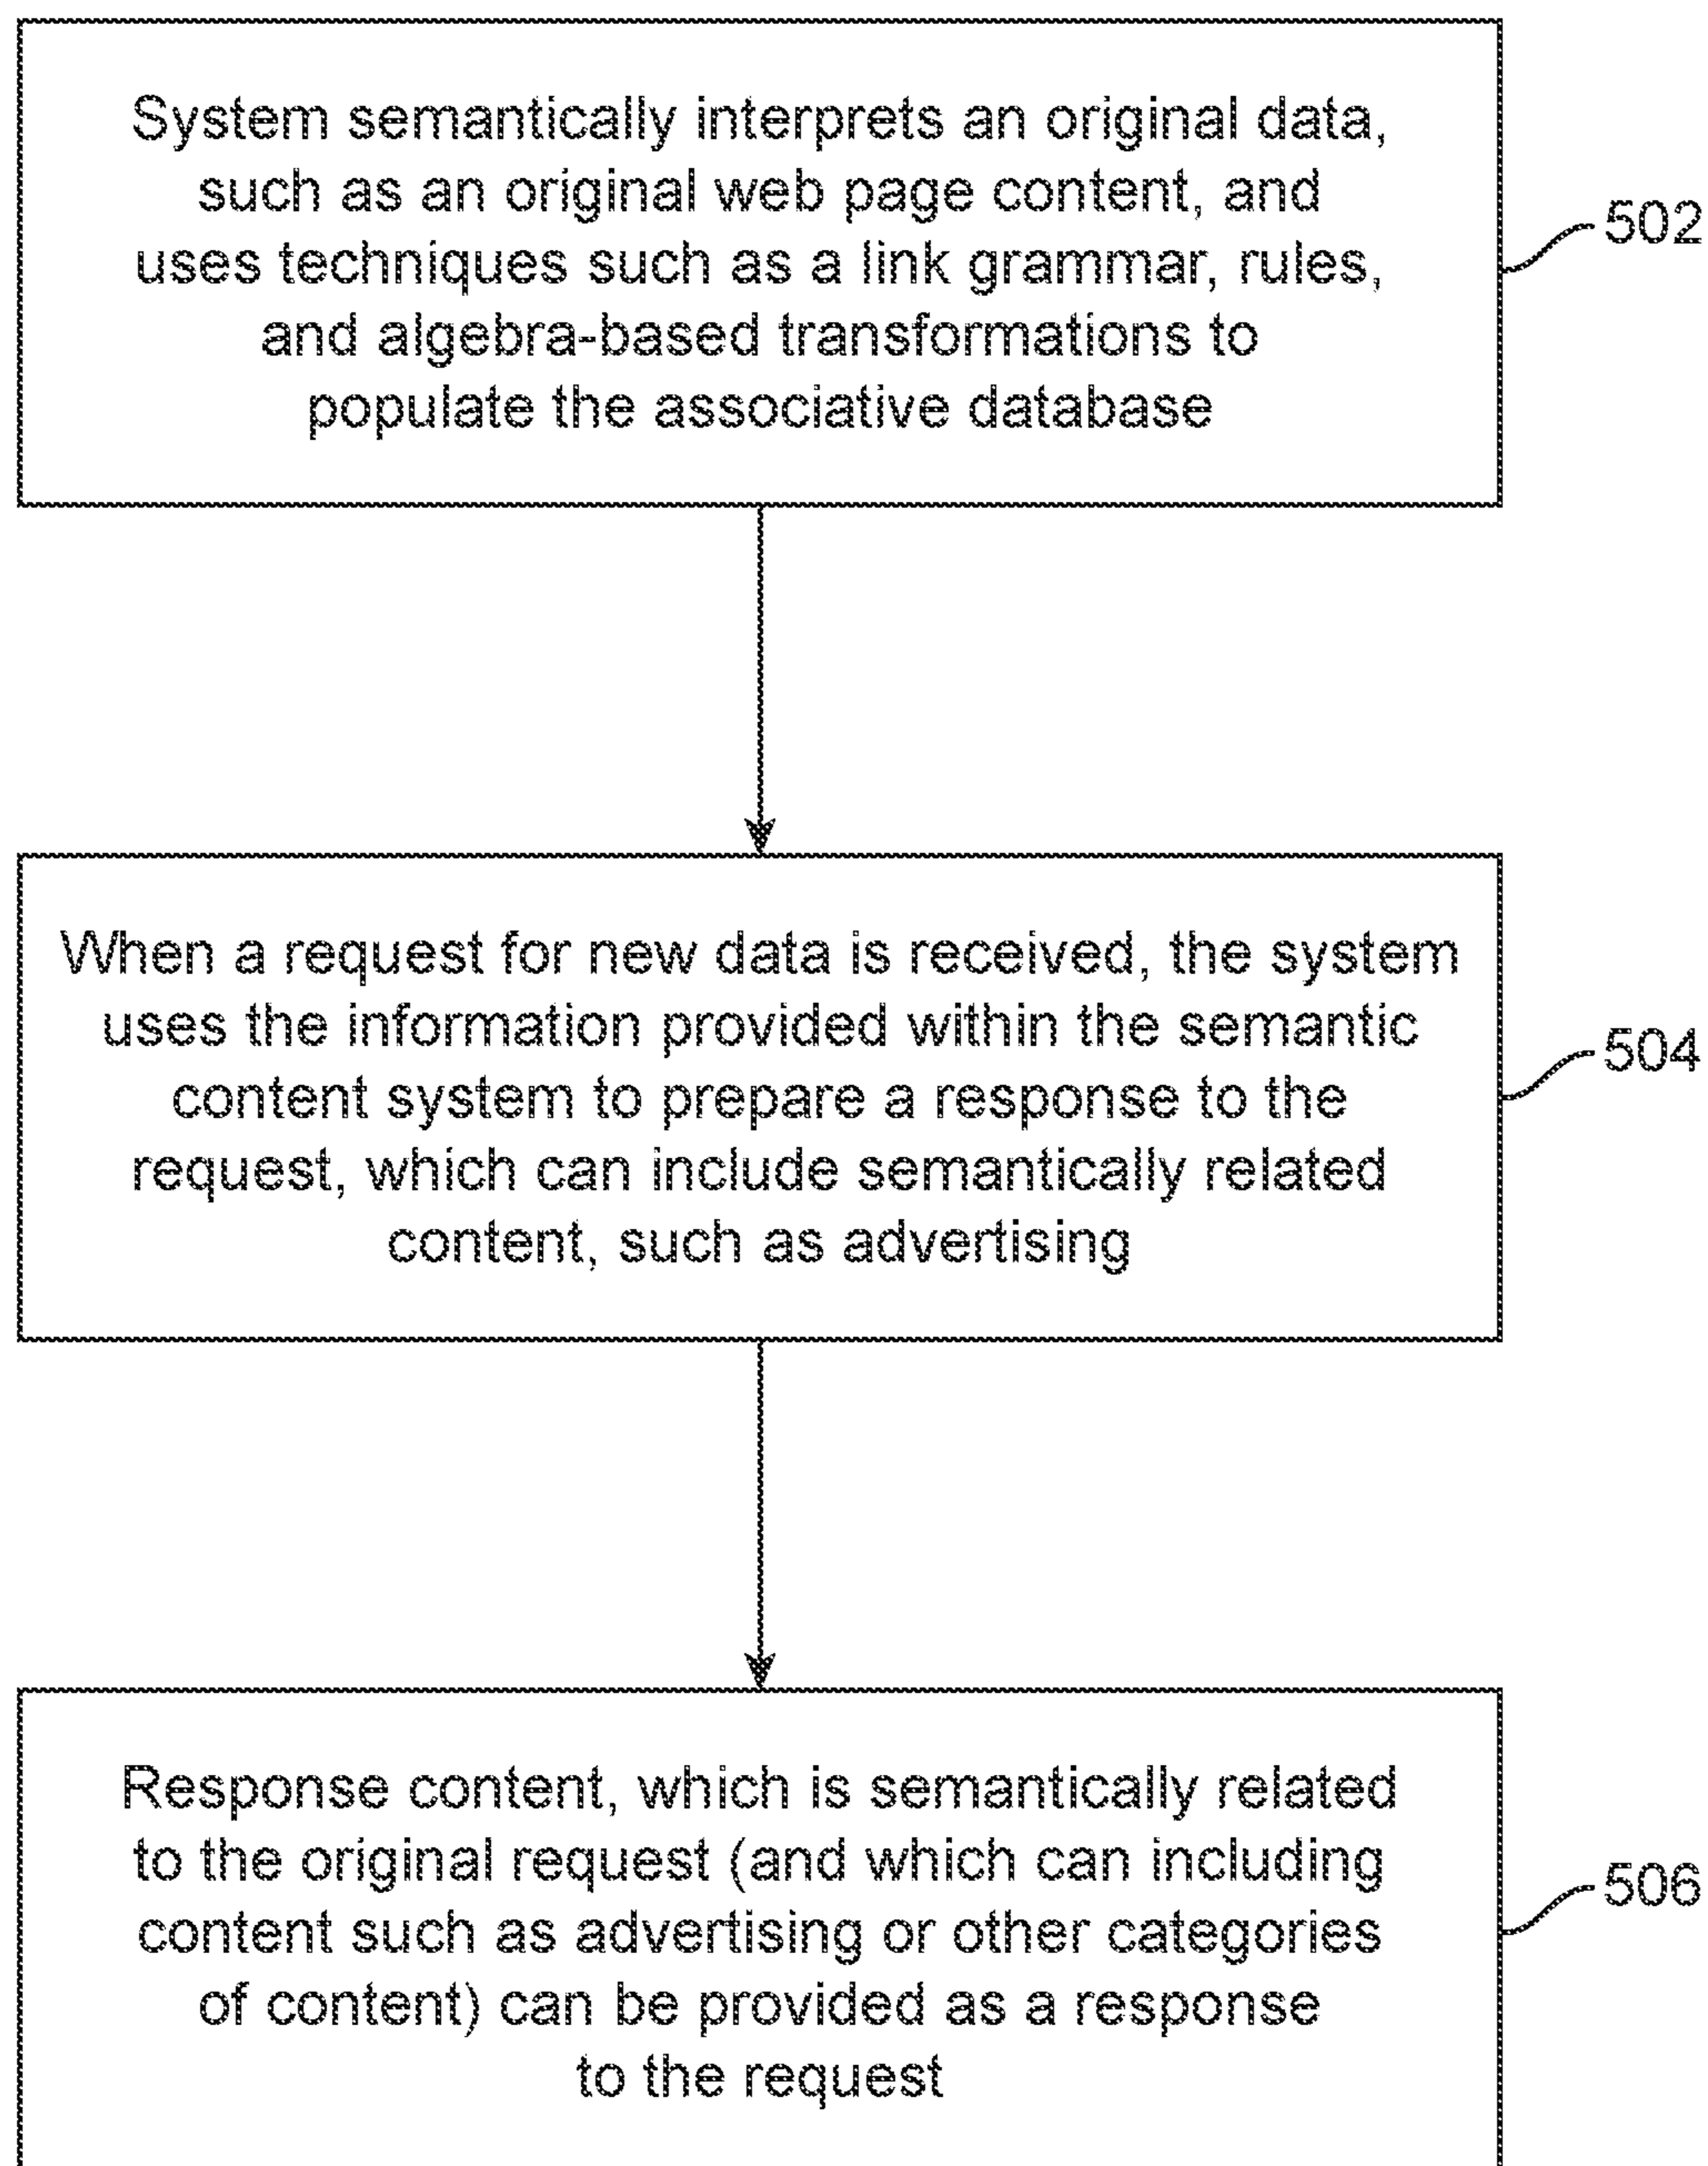 System semantically interprets an original data,
such as an original web page content, and
uses techniques such as a link grammar, rules,
and algebra-based transformations to
populate the associative database
502
When a request for new data is received, the system
uses the information provided within the semantic
content system to prepare a response to the
request, which can include semantically related
content, such as advertising
504
Response content, which is semantically related
to the original request (and which can including
content such as advertising or other categories
of content) can be provided as a response
to the request
506